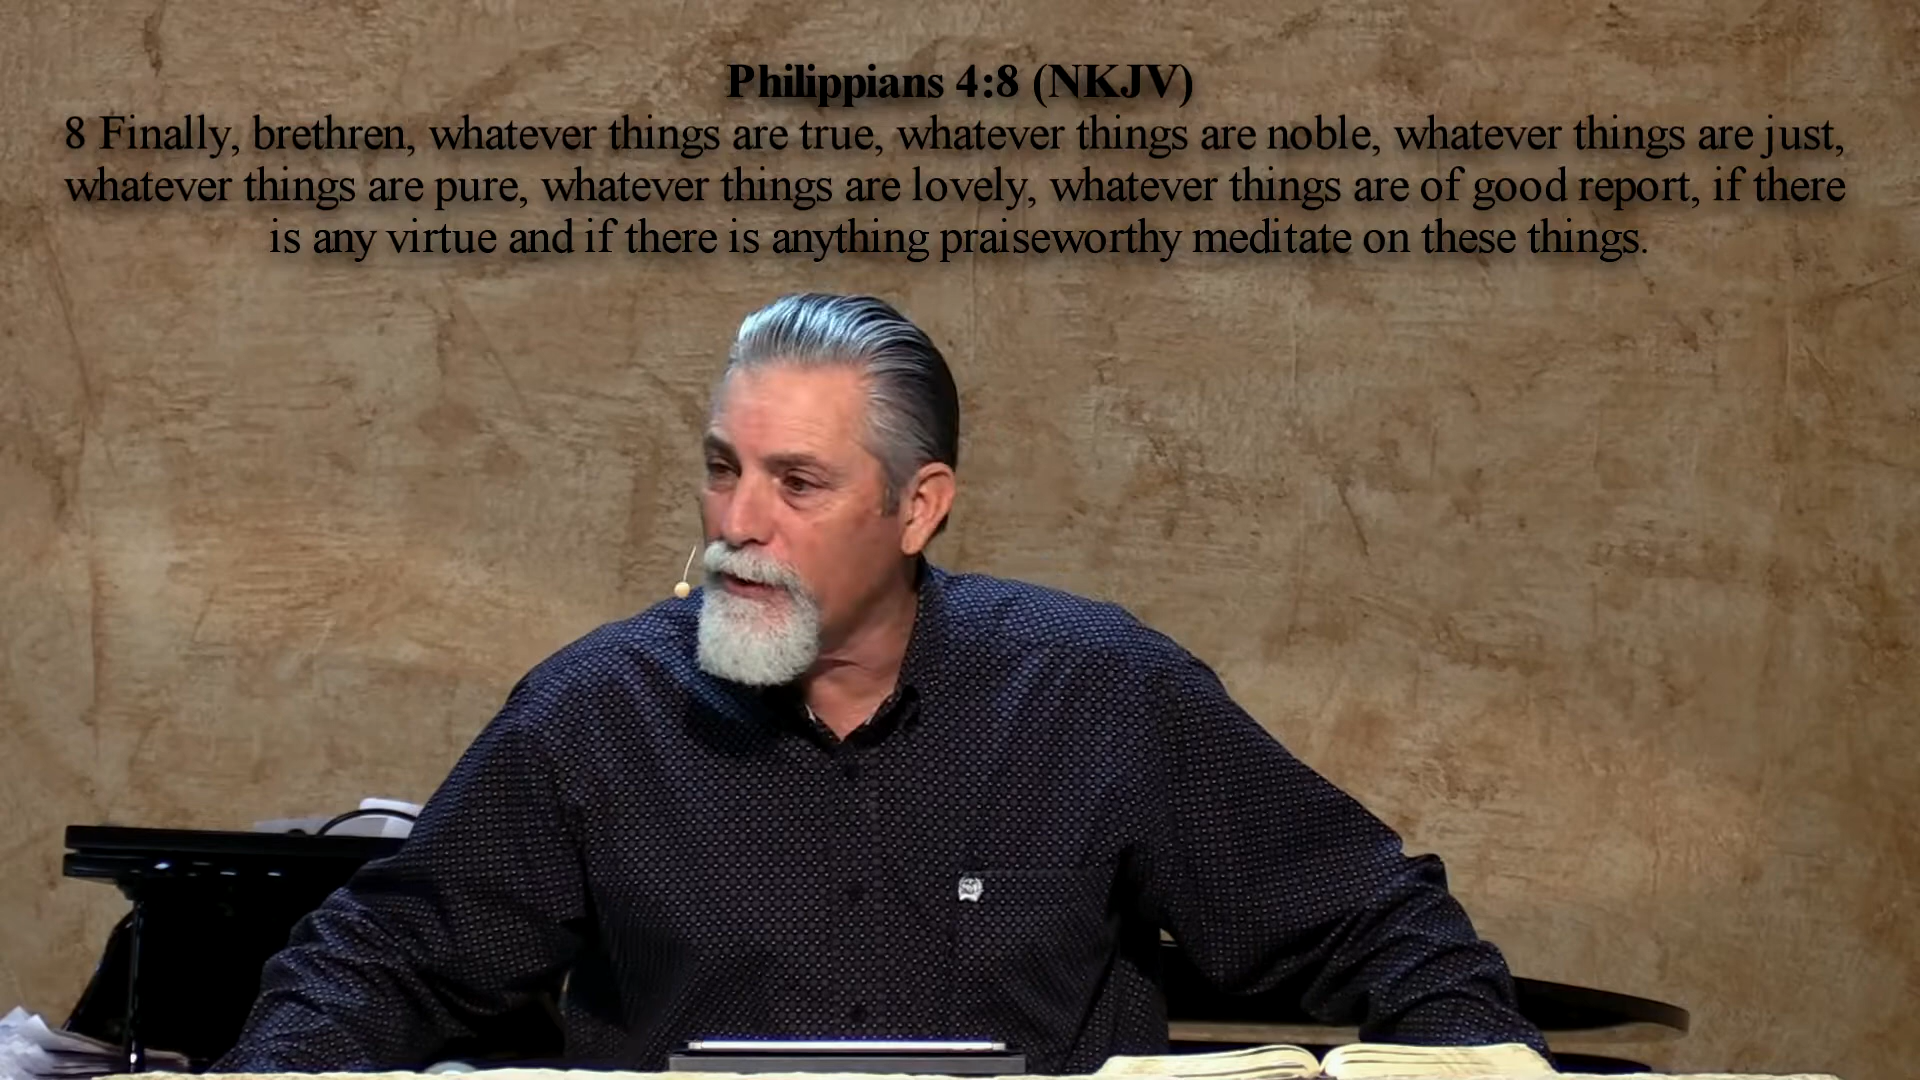 Philippians 4:8 (NKJV)
8 Finally, brethren, whatever things are true, whatever things are noble, whatever things are just,
whatever things are pure, whatever things are lovely, whatever things are of good report, if there
is any virtue and if there is anything praiseworthy meditate on these things.